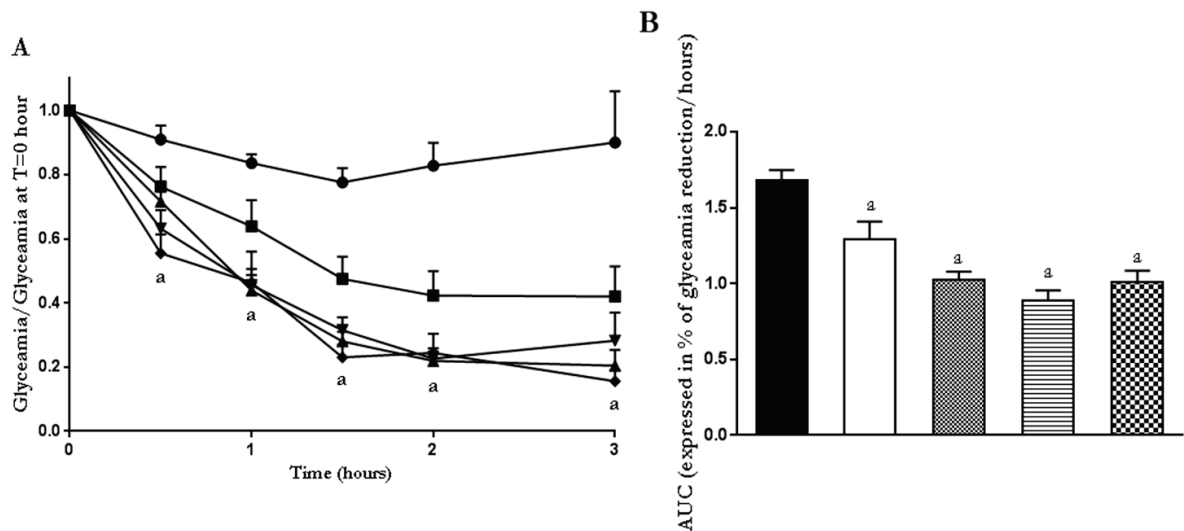 A
Glyceamia/Glyceamia at T=0 hour
1.0
0.8
0.6
0.4
0.2
0.0
a
a
a
a
a
0
1
2
3
Time (hours)
B
AUC (expressed in % of glyceamia reduction/hours)
2.0
1.5
1.0
0.5
0.0
a
a
a
a